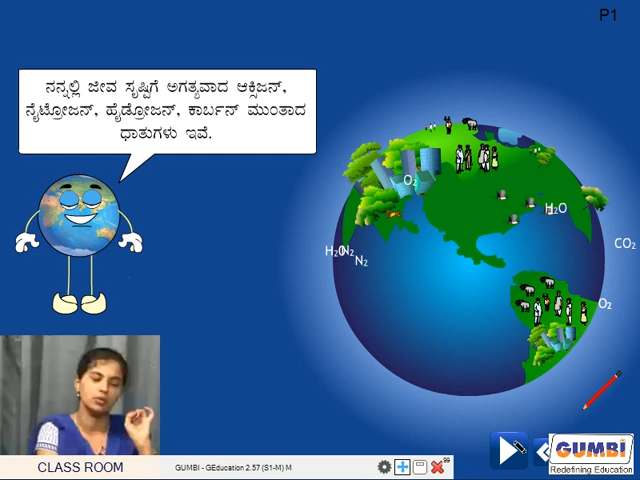 P1
ನನ್ನಲ್ಲಿ ಜೀವ ಸೃಷ್ಟಿಗೆ ಅಗತ್ಯವಾದ ಆಕ್ಸಿಜನ್,
ನೈಟ್ರೋಜನ್, ಹೈಡ್ರೋಜನ್, ಕಾರ್ಬನ್ ಮುಂತಾದ
ಧಾತುಗಳು ಇವೆ.
O₂
H₂O
H₂O
N₂
N₂
CO₂
O₂
GUMBi
Redefining Education
CLASS ROOM
GUMBI - GEducation 2.57 (S1-M) M
99